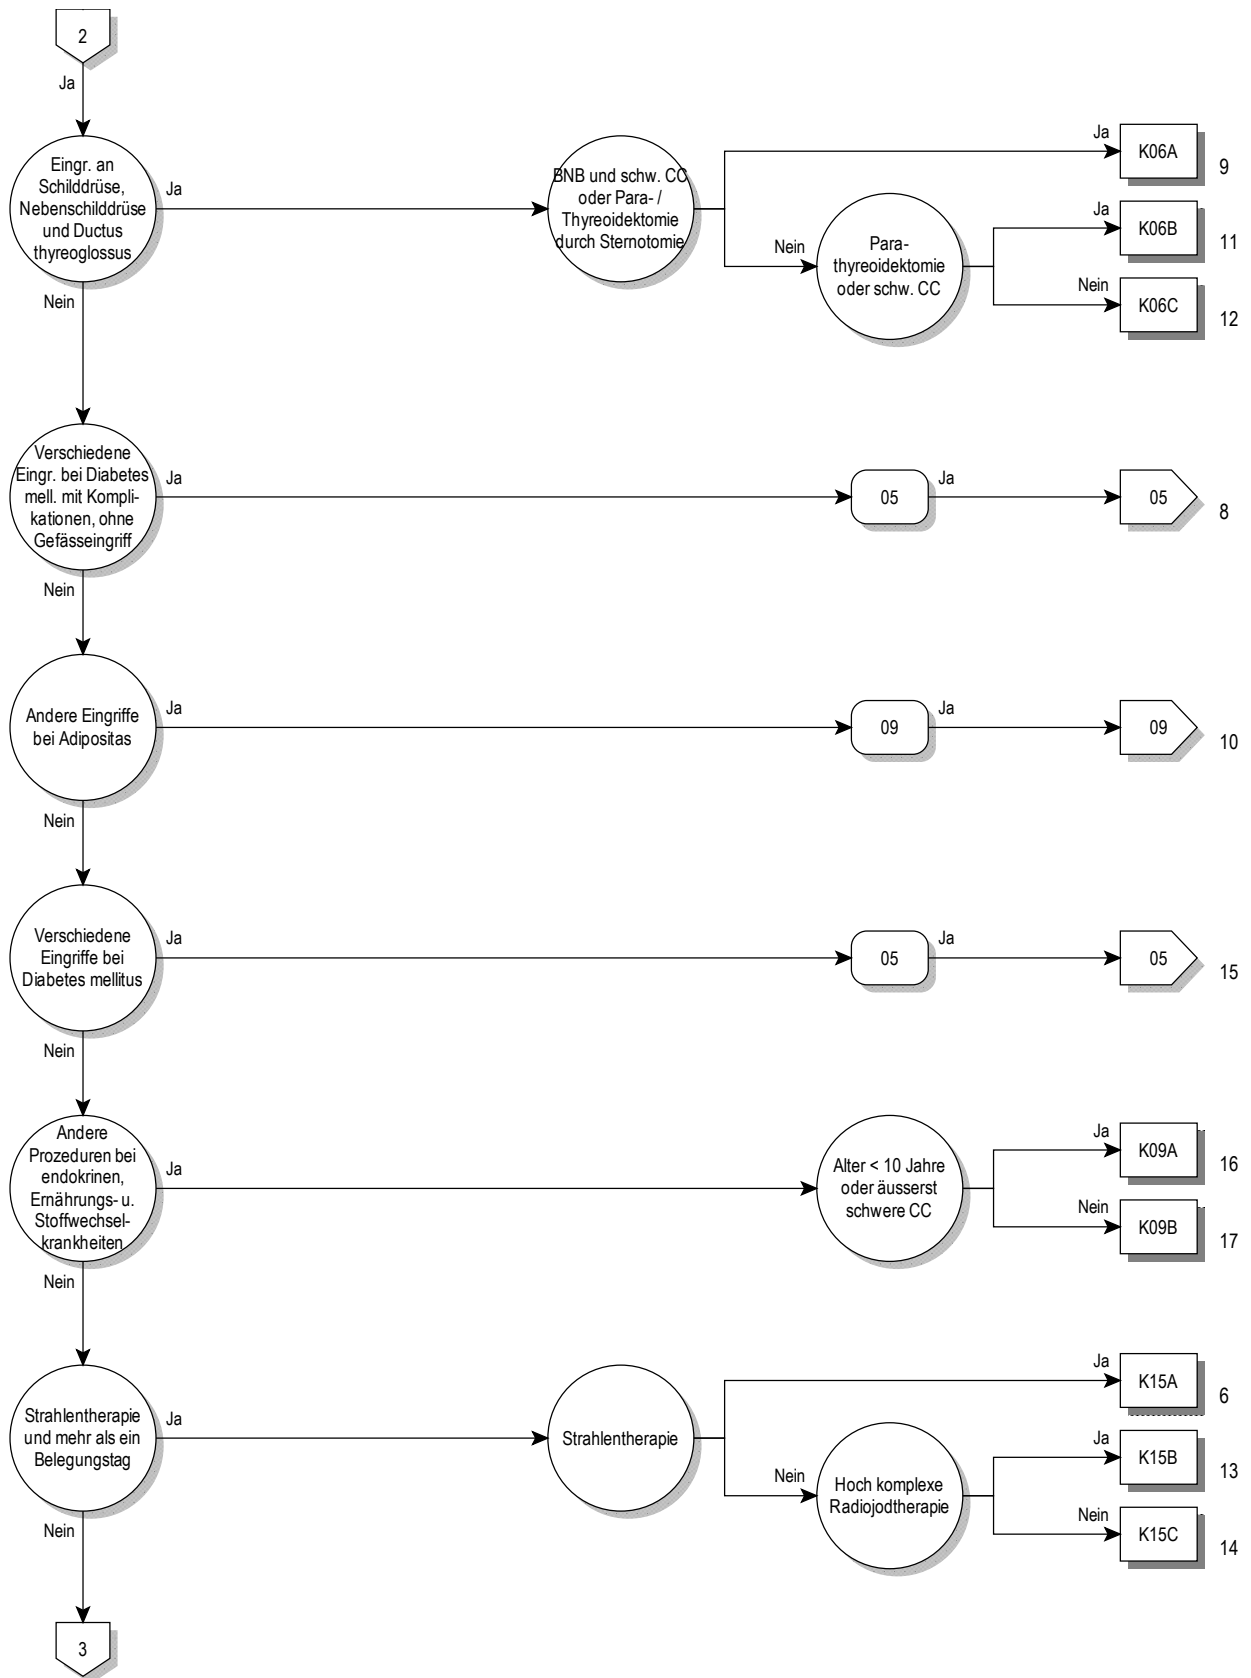 2
Ja
Eingr. an
Schilddrüse,
Nebenschilddrüse
und Ductus
thyreoglossus
Ja
BNB und schw. CC
oder Para- /
Thyreoidektomie
durch Sternotomie
Ja
K06A
9
Nein
Para-
thyreoidektomie
oder schw. CC
Ja
K06B
11
Nein
K06C
12
Nein
Verschiedene
Eingr. bei Diabetes
mell. mit Kompli-
kationen, ohne
Gefässeingriff
Ja
05
Ja
05
8
Nein
Andere Eingriffe
bei Adipositas
Ja
09
Ja
09
10
Nein
Verschiedene
Eingriffe bei
Diabetes mellitus
Ja
05
Ja
05
15
Nein
Andere
Prozeduren bei
endokrinen,
Ernährungs- u.
Stoffwechsel-
krankheiten
Ja
Alter < 10 Jahre
oder äusserst
schwere CC
Ja
K09A
16
Nein
K09B
17
Nein
Strahlentherapie
und mehr als ein
Belegungstag
Ja
Strahlentherapie
Ja
K15A
6
Nein
Hoch komplexe
Radiojodtherapie
Ja
K15B
13
Nein
K15C
14
Nein
3